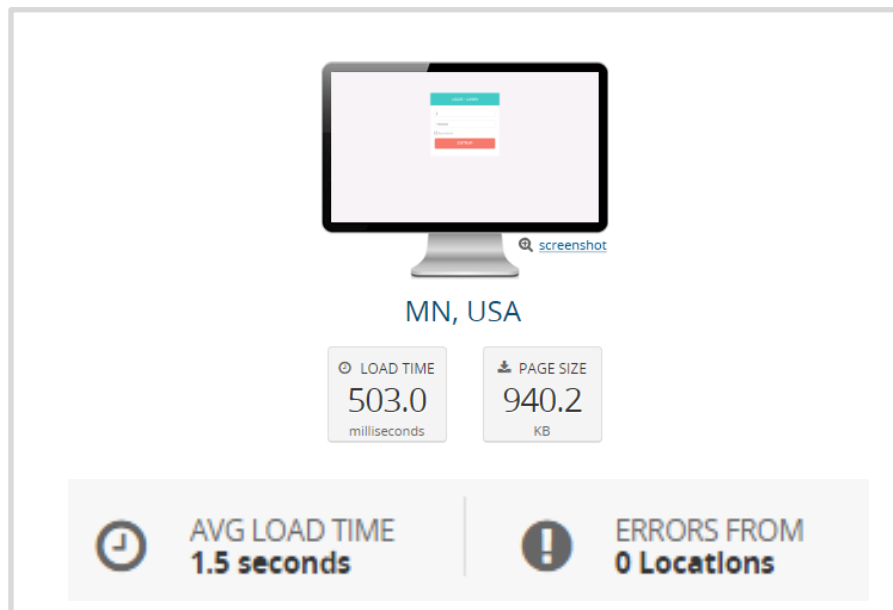 screenshot
MN, USA
LOAD TIME
503.0
milliseconds
PAGE SIZE
940.2
KB
AVG LOAD TIME
1.5 seconds
ERRORS FROM
0 Locations